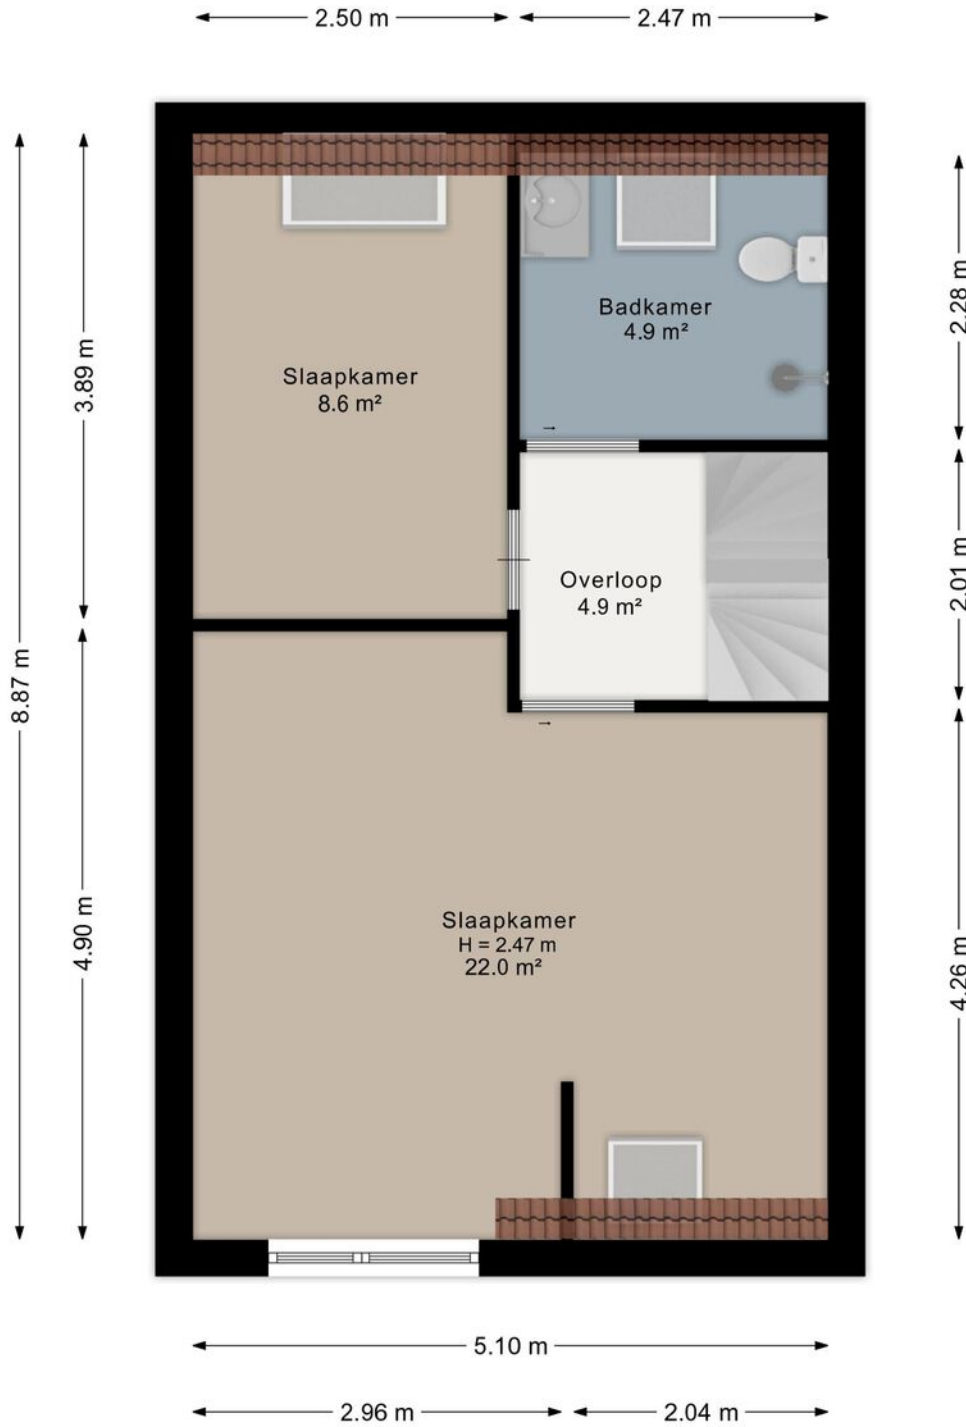 2.50 m
2.47 m
8.87 m
3.89 m
4.90 m
2.28 m
2.01 m
4.26 m
Badkamer
4.9 m²
Slaapkamer
8.6 m²
Overloop
4.9 m²
Slaapkamer
H = 2.47 m
22.0 m²
5.10 m
2.96 m
2.04 m